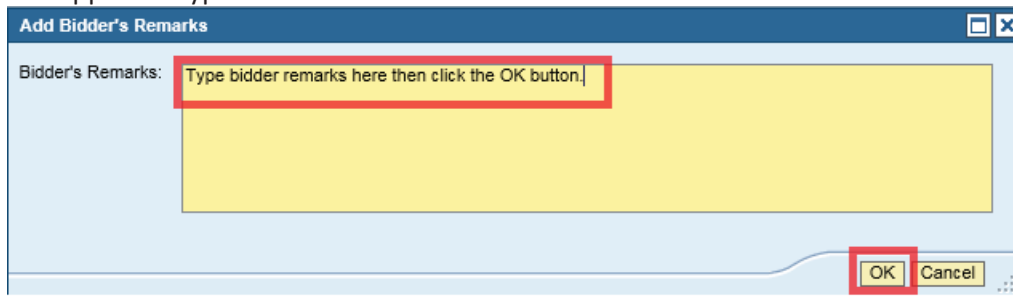 Add Bidder's Remarks
Bidder's Remarks: Type bidder remarks here then click the OK button.
OK Cancel